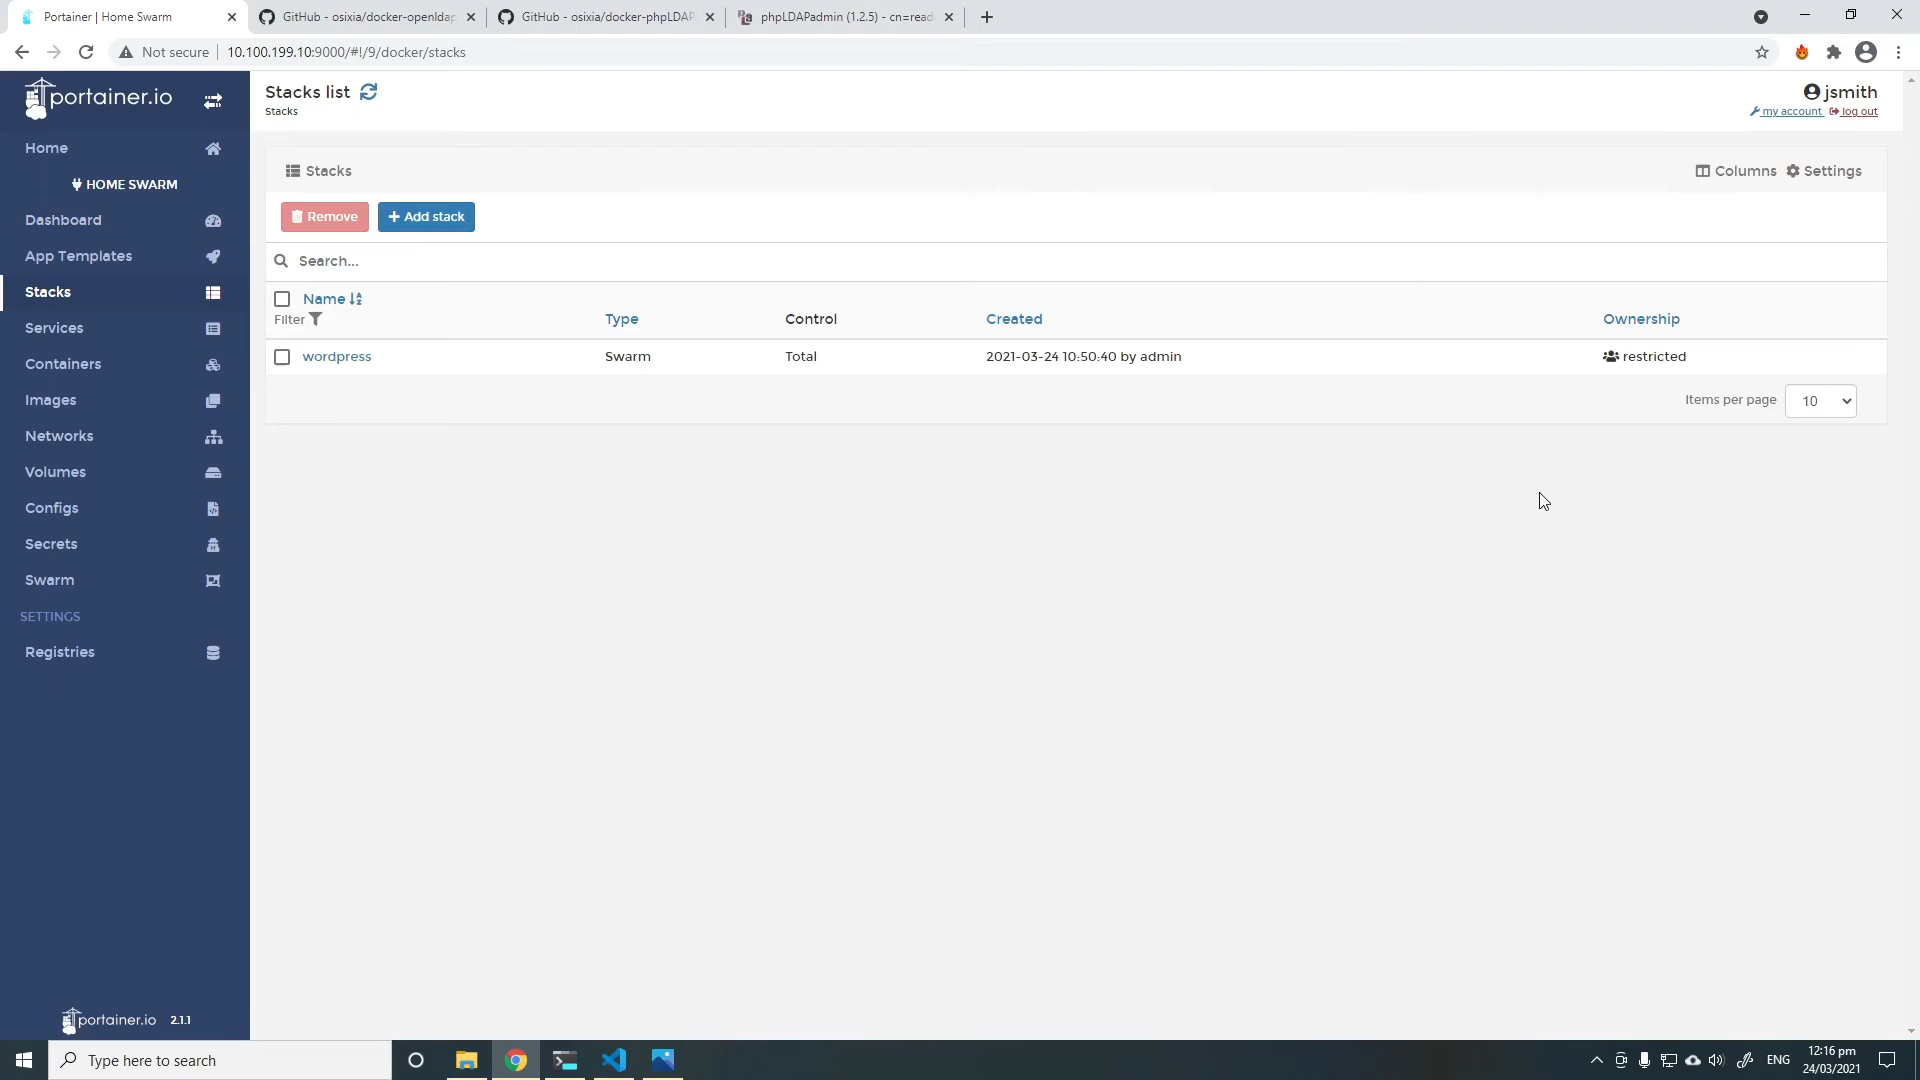 Portainer | Home Swarm
GitHub - osixia/docker-openldap
GitHub - osixia/docker-phpLDAP
phpLDAPadmin (1.2.5) - cn=read
Not secure
10.100.199.10:9000/#!/9/docker/stacks
portainer.io
Home
HOME SWARM
Dashboard
App Templates
Stacks
Services
Containers
Images
Networks
Volumes
Configs
Secrets
Swarm
SETTINGS
Registries
portainer.io 2.1.1
Stacks list
Stacks
jsmith
my account log out
Stacks
Columns Settings
Remove + Add stack
Search...
Name
Filter
Type
Control
Created
Ownership
wordpress
Swarm
Total
2021-03-24 10:50:40 by admin
restricted
Items per page 10
Type here to search
ENG
12:16 pm
24/03/2021